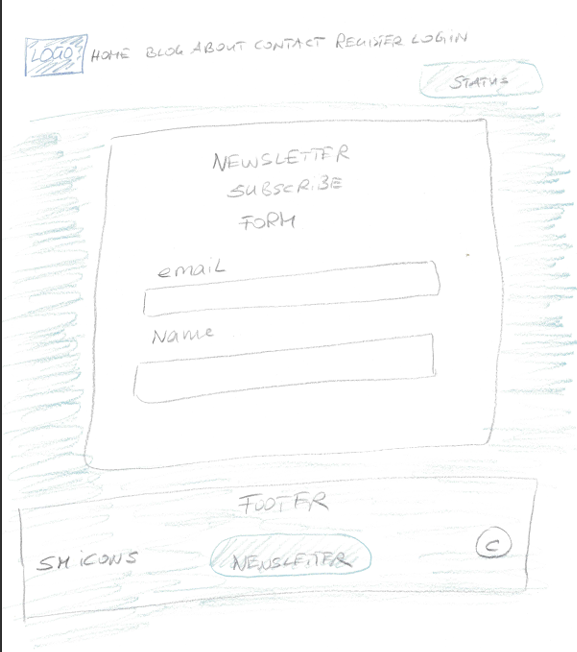 LOGO HOME BLOG ABOUT CONTACT REGISTER LOGIN
STATUS
NEWSLETTER
SUBSCRIBE
FORM
email
Name
FOOTER
SM iCONS NEWSLETTER C